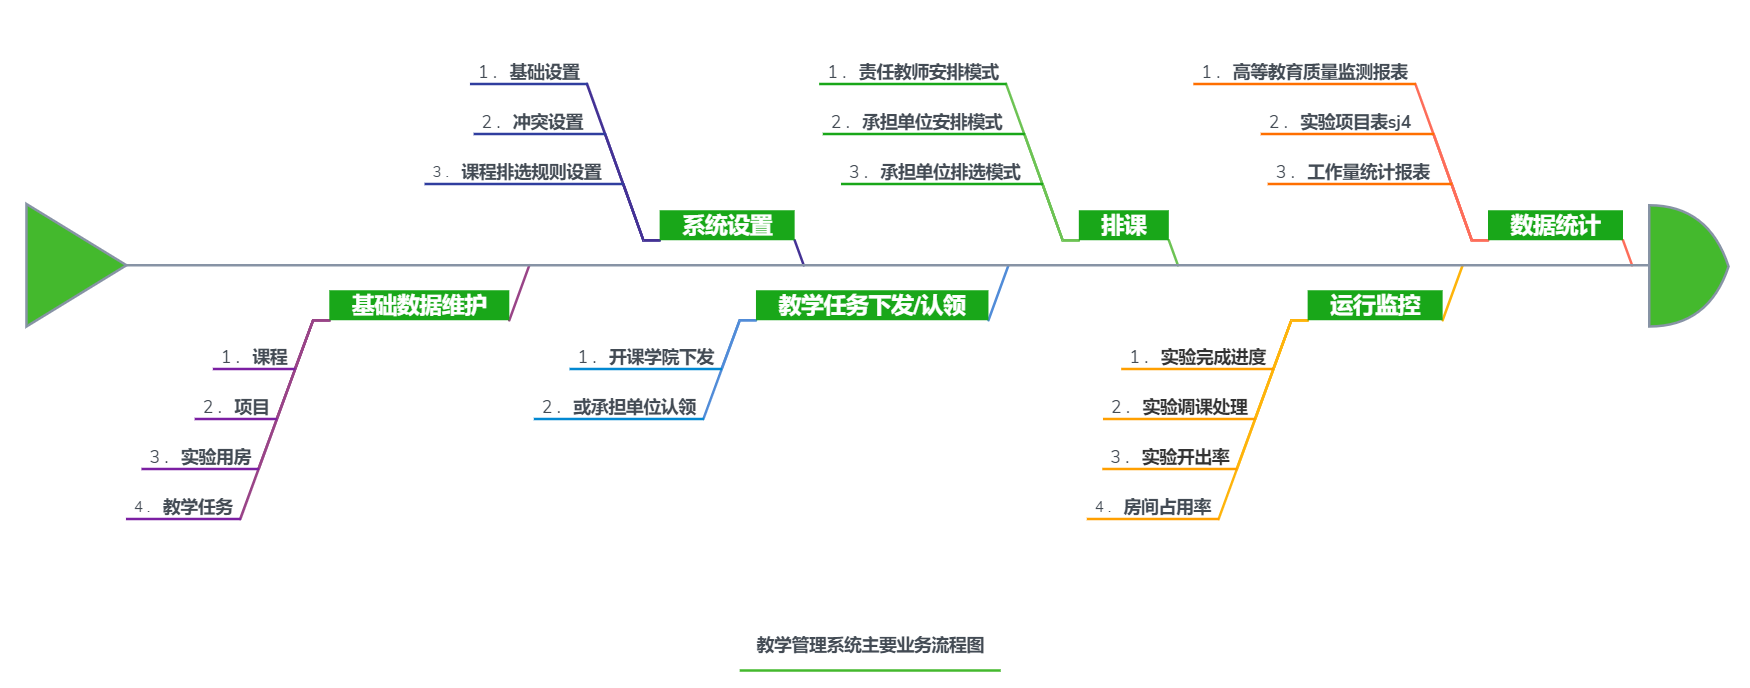 1. 基础设置
2. 冲突设置
3. 课程排选规则设置
系统设置
1. 责任教师安排模式
2. 承担单位安排模式
3. 承担单位排选模式
排课
1. 高等教育质量监测报表
2. 实验项目表sj4
3. 工作量统计报表
数据统计
基础数据维护
1. 课程
2. 项目
3. 实验用房
4. 教学任务
教学任务下发/认领
1. 开课学院下发
2. 或承担单位认领
运行监控
1. 实验完成进度
2. 实验调课处理
3. 实验开出率
4. 房间占用率
教学管理系统主要业务流程图